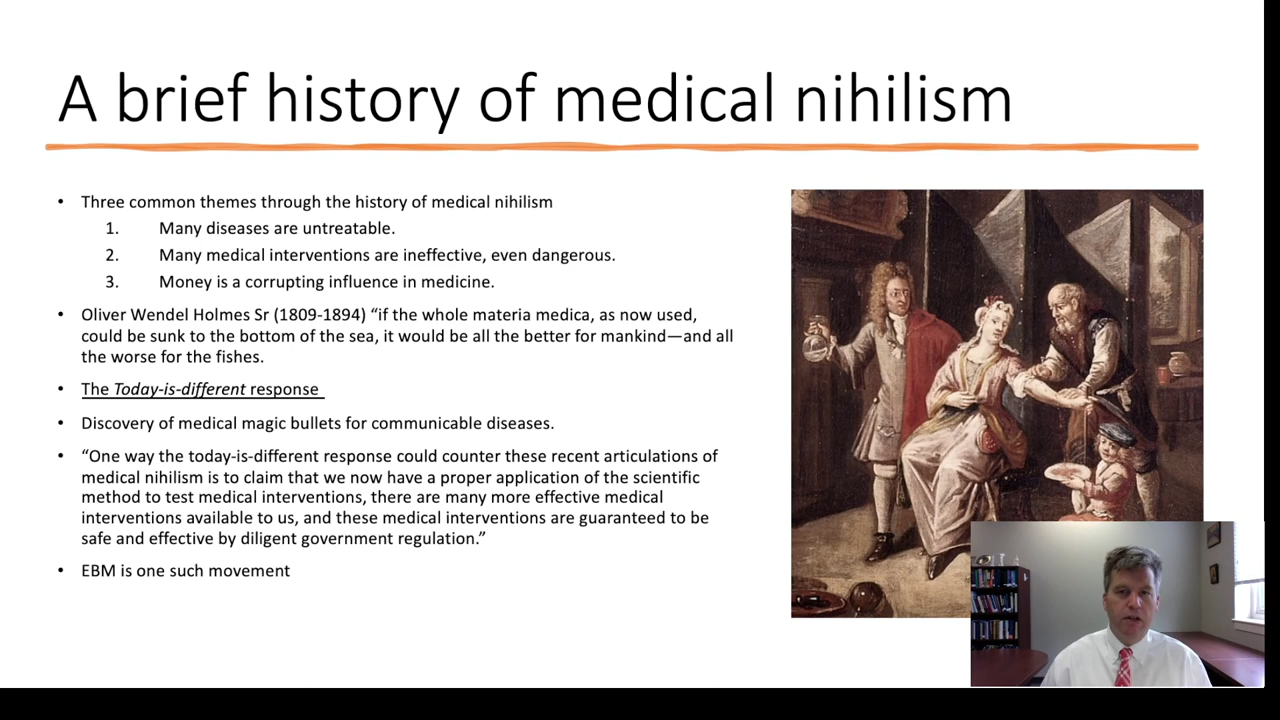 A brief history of medical nihilism
• Three common themes through the history of medical nihilism
1. Many diseases are untreatable.
2. Many medical interventions are ineffective, even dangerous.
3. Money is a corrupting influence in medicine.
• Oliver Wendel Holmes Sr (1809-1894) “if the whole materia medica, as now used,
could be sunk to the bottom of the sea, it would be all the better for mankind—and all
the worse for the fishes.
• The Today-is-different response
• Discovery of medical magic bullets for communicable diseases.
• “One way the today-is-different response could counter these recent articulations of
medical nihilism is to claim that we now have a proper application of the scientific
method to test medical interventions, there are many more effective medical
interventions available to us, and these medical interventions are guaranteed to be
safe and effective by diligent government regulation.”
• EBM is one such movement